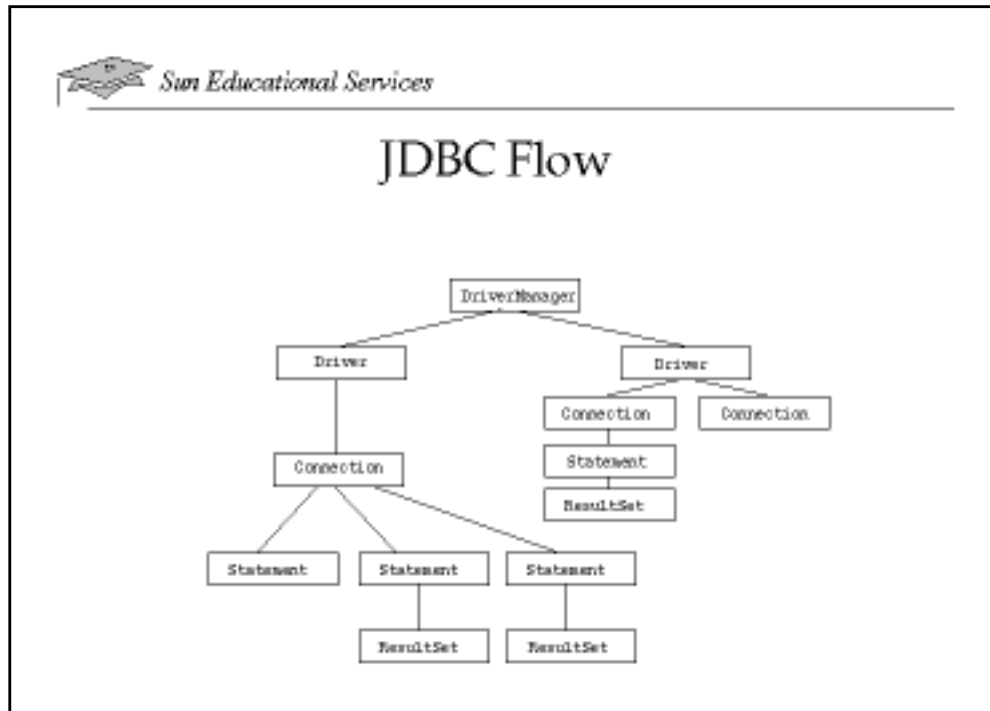 Sun Educational Services
JDBC Flow
DriverManager
Driver
Driver
Connection
Connection
Connection
Statement
ResultSet
Statement
Statement
Statement
ResultSet
ResultSet